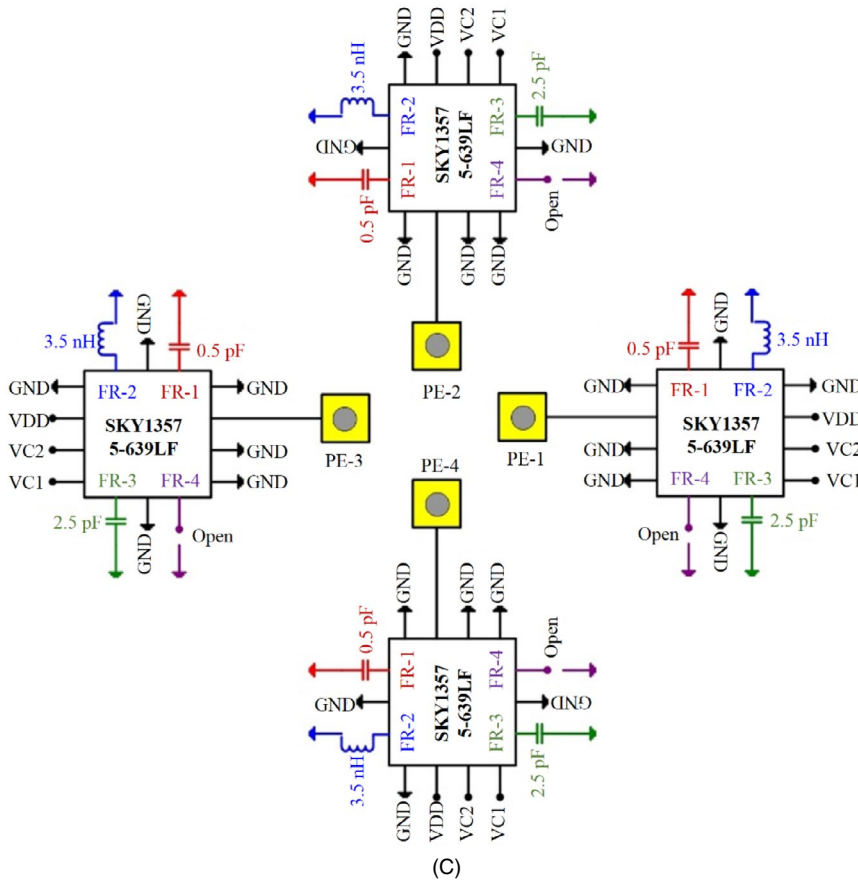 GND
VDD
VC2
VC1
3.5 nH
2.5 pF
FR-2
FR-3
GND
SKY1357
5-639LF
GND
FR-1
FR-4
0.5 pF
Open
GND
GND
GND
3.5 nH
GND
0.5 pF
GND
FR-2
FR-1
GND
VDD
SKY1357
VC2
5-639LF
GND
VC1
FR-3
FR-4
GND
2.5 pF
GND
Open
PE-2
PE-3
PE-1
PE-4
0.5 pF
GND
3.5 nH
GND
FR-1
FR-2
GND
SKY1357
VDD
GND
5-639LF
VC2
GND
FR-4
FR-3
VC1
Open
GND
2.5 pF
GND
GND
GND
0.5 pF
Open
FR-1
FR-4
GND
SKY1357
5-639LF
GND
FR-2
FR-3
3.5 nH
2.5 pF
GND
VDD
VC2
VC1
(C)